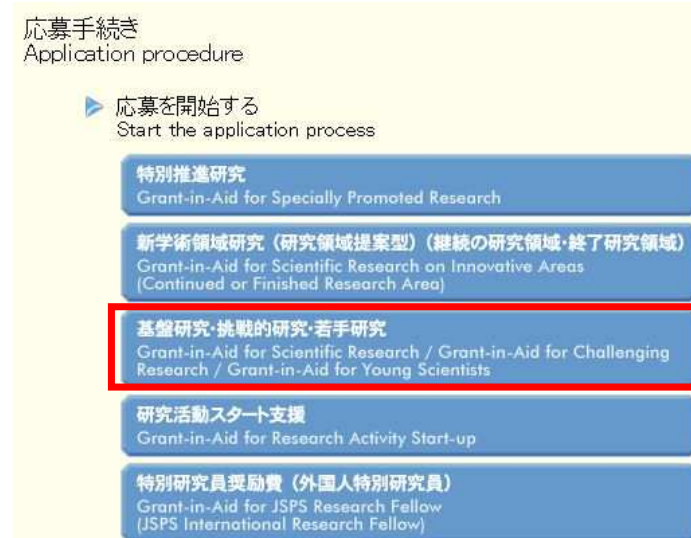 応募手続き
Application procedure
応募を開始する
Start the application process
特別推進研究
Grant-in-Aid for Specially Promoted Research
新学術領域研究（研究領域提案型）（継続の研究領域・終了研究領域）
Grant-in-Aid for Scientific Research on Innovative Areas
(Continued or Finished Research Area)
基盤研究・挑戦的研究・若手研究
Grant-in-Aid for Scientific Research / Grant-in-Aid for Challenging
Research / Grant-in-Aid for Young Scientists
研究活動スタート支援
Grant-in-Aid for Research Activity Start-up
特別研究員奨励費（外国人特別研究員）
Grant-in-Aid for JSPS Research Fellow
(JSPS International Research Fellow)